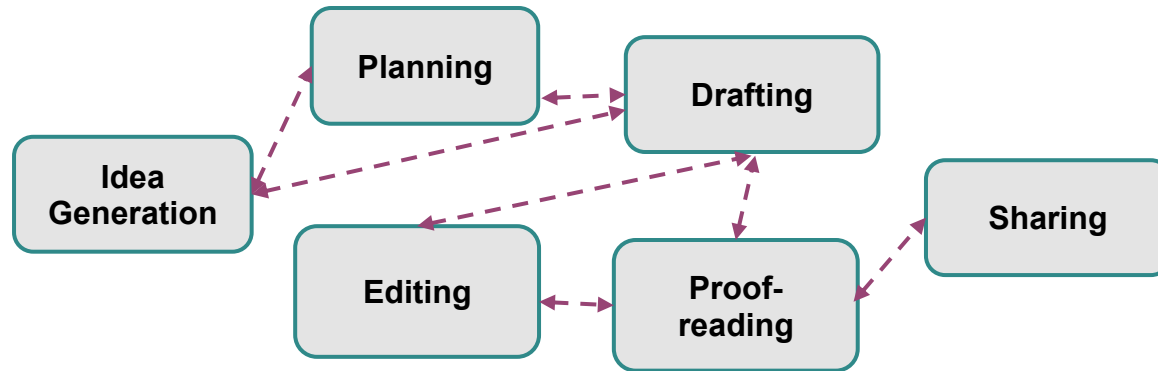 Planning
Drafting
Idea
Generation
Sharing
Editing
Proof-
reading